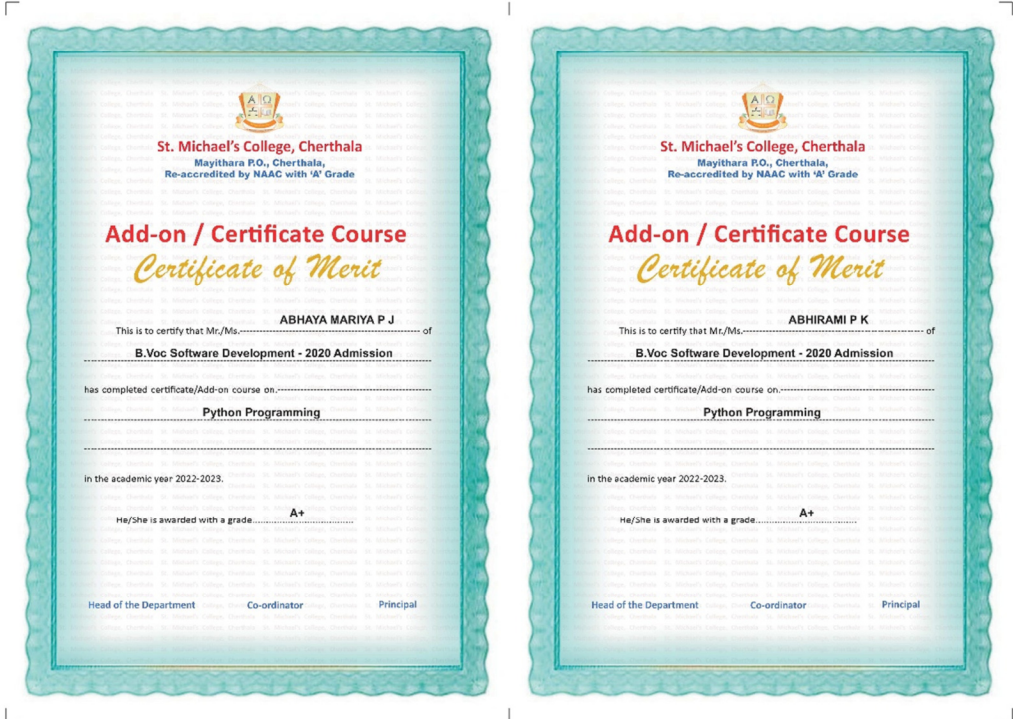 St. Michael's College, Cherthala
Mayithara P.O., Cherthala,
Re-accredited by NAAC with 'A' Grade
Add-on / Certificate Course
Certificate of Merit
ABHAYA MARIYA P J
This is to certify that Mr./Ms.------------------------------------------------ of
B.Voc Software Development - 2020 Admission
has completed certificate/Add-on course on.------------------------------------------------
Python Programming
in the academic year 2022-2023.
A+
He/She is awarded with a grade....................................
Head of the Department Co-ordinator Principal
St. Michael's College, Cherthala
Mayithara P.O., Cherthala,
Re-accredited by NAAC with 'A' Grade
Add-on / Certificate Course
Certificate of Merit
ABHIRAMI P K
This is to certify that Mr./Ms.------------------------------------------------ of
B.Voc Software Development - 2020 Admission
has completed certificate/Add-on course on.------------------------------------------------
Python Programming
in the academic year 2022-2023.
A+
He/She is awarded with a grade....................................
Head of the Department Co-ordinator Principal